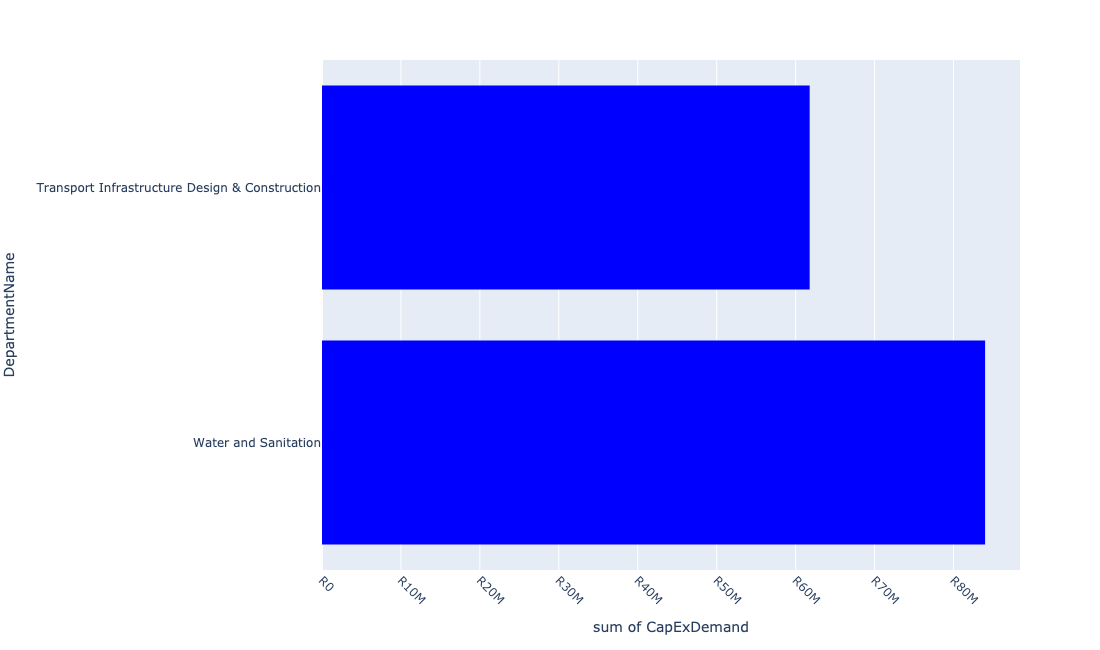 DepartmentName
Transport Infrastructure Design & Construction
Water and Sanitation
R0
R10M
R20M
R30M
R40M
R50M
R60M
R70M
R80M
sum of CapExDemand